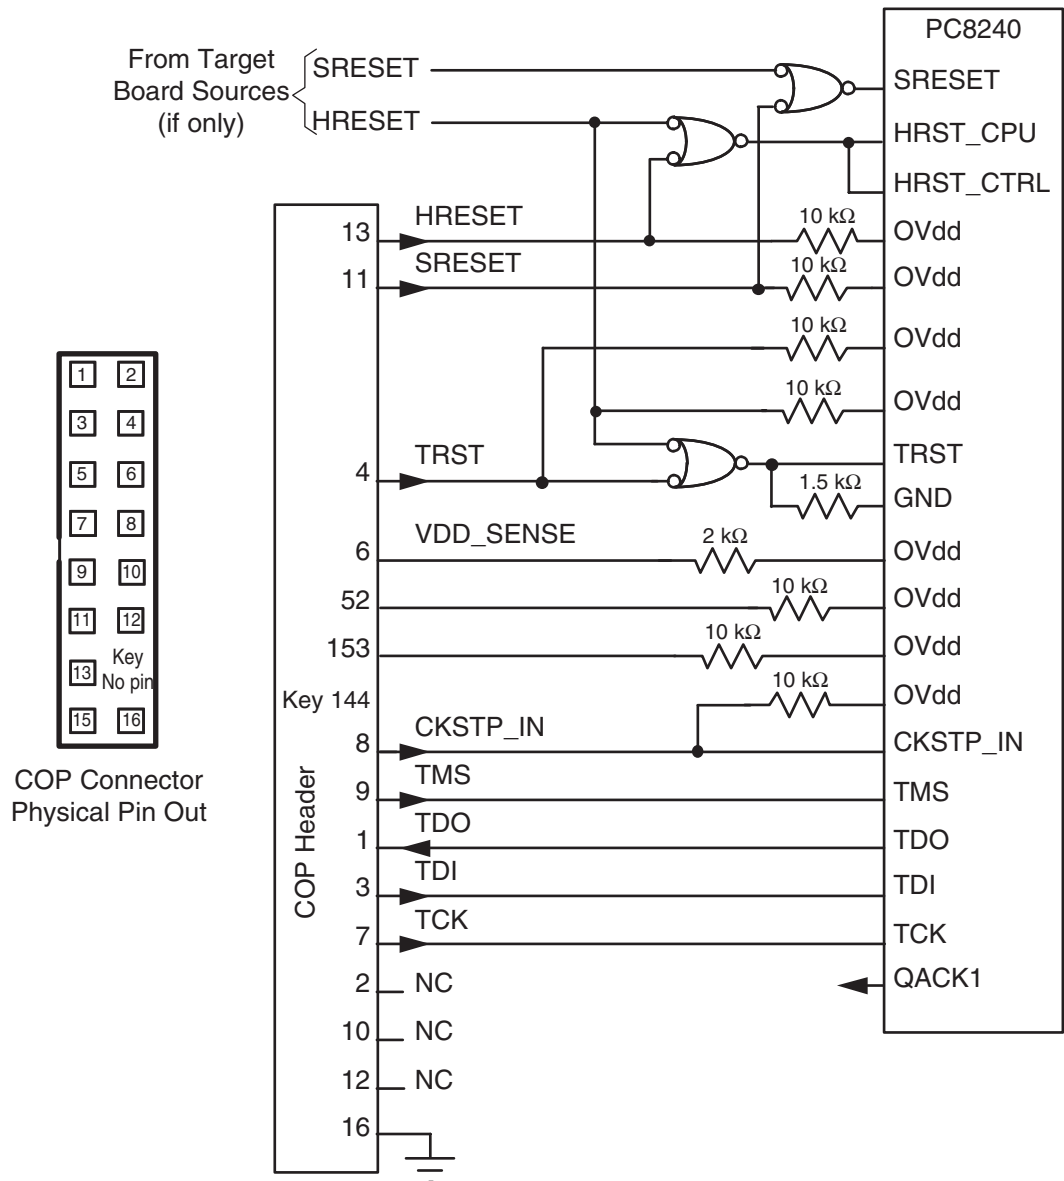 PC8240
From Target
Board Sources
(if only)
SRESET
HRESET
SRESET
HRST_CPU
HRST_CTRL
13
HRESET
10 kΩ
OVdd
11
SRESET
10 kΩ
OVdd
10 kΩ
OVdd
10 kΩ
OVdd
4
TRST
TRST
1.5 kΩ
GND
6
VDD_SENSE
2 kΩ
OVdd
52
10 kΩ
OVdd
153
10 kΩ
OVdd
Key 144
10 kΩ
OVdd
8
CKSTP_IN
CKSTP_IN
9
TMS
TMS
1
TDO
TDO
3
TDI
TDI
7
TCK
TCK
QACK1
2
NC
10
NC
12
NC
16
COP Header
1 2
3 4
5 6
7 8
9 10
11 12
13 Key
No pin
15 16
COP Connector
Physical Pin Out